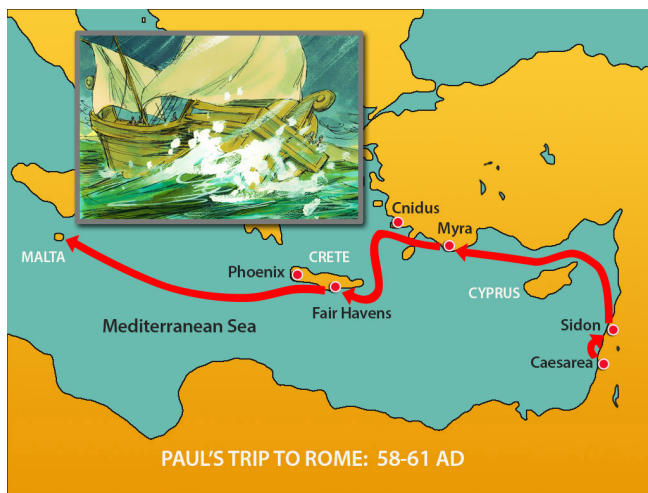 Cnidus
Myra
MALTA
CRETE
Phoenix
CYPRUS
Fair Havens
Mediterranean Sea
Sidon
Caesarea
PAUL'S TRIP TO ROME: 58-61 AD